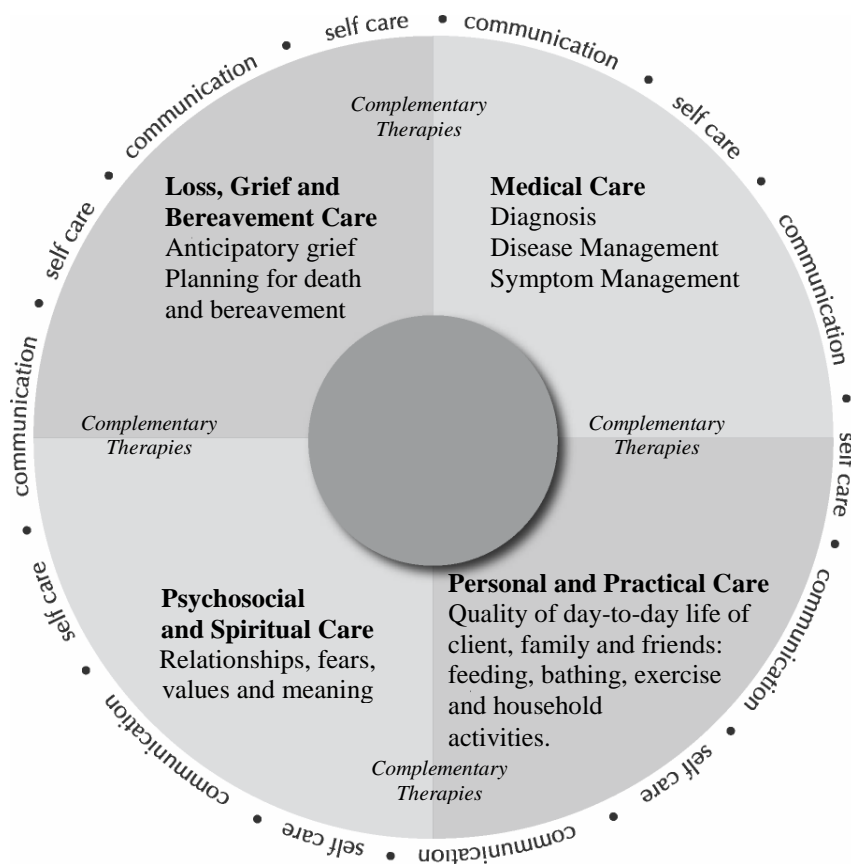 communication
self care
communication
self care
communication
self care
communication
self care
communication
self care
communication
self care
communication
self care
Complementary
Therapies
Loss, Grief and
Bereavement Care
Anticipatory grief
Planning for death
and bereavement
Medical Care
Diagnosis
Disease Management
Symptom Management
Complementary
Therapies
Complementary
Therapies
Psychosocial
and Spiritual Care
Relationships, fears,
values and meaning
Personal and Practical Care
Quality of day-to-day life of
client, family and friends:
feeding, bathing, exercise
and household
activities.
Complementary
Therapies